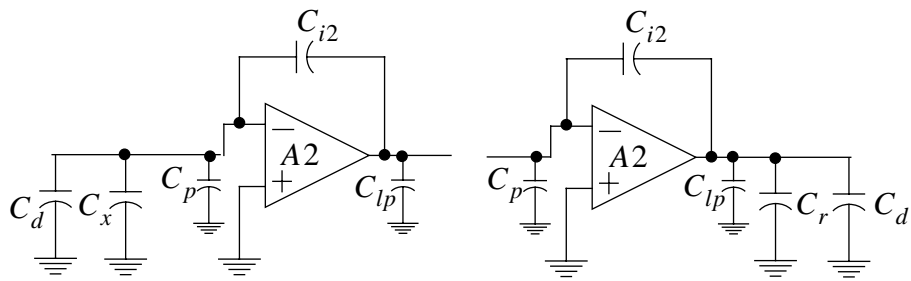 C_{i2}
C_{i2}
−
A2
+
−
A2
+
C_d
C_x
C_p
C_{lp}
C_p
C_{lp}
C_r
C_d